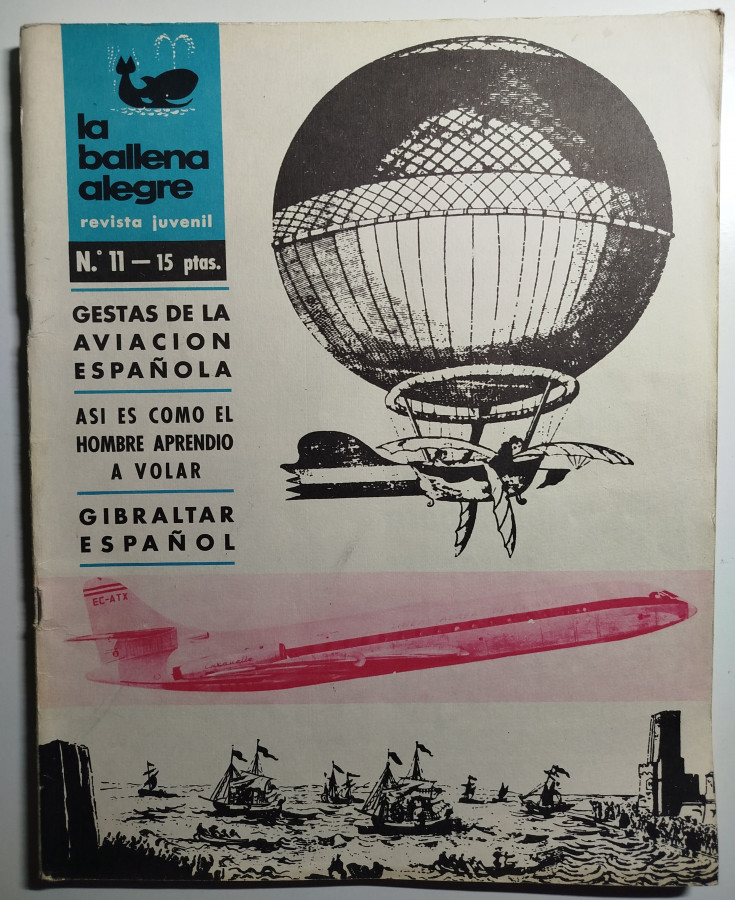 la
ballena
alegre
revista juvenil
N.º 11 — 15 ptas.
GESTAS DE LA
AVIACION
ESPAÑOLA
ASI ES COMO EL
HOMBRE APRENDIO
A VOLAR
GIBRALTAR
ESPAÑOL
EC-ATX
Caravelle